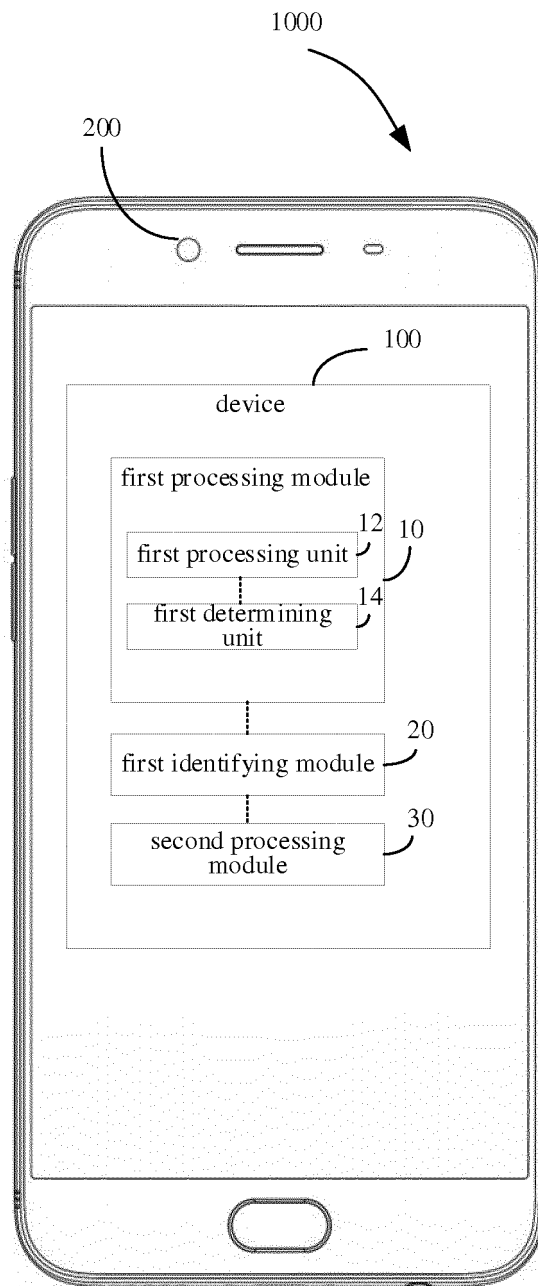 1000
200
100
device
first processing module
12
first processing unit
10
14
first determining
unit
20
first identifying module
30
second processing
module